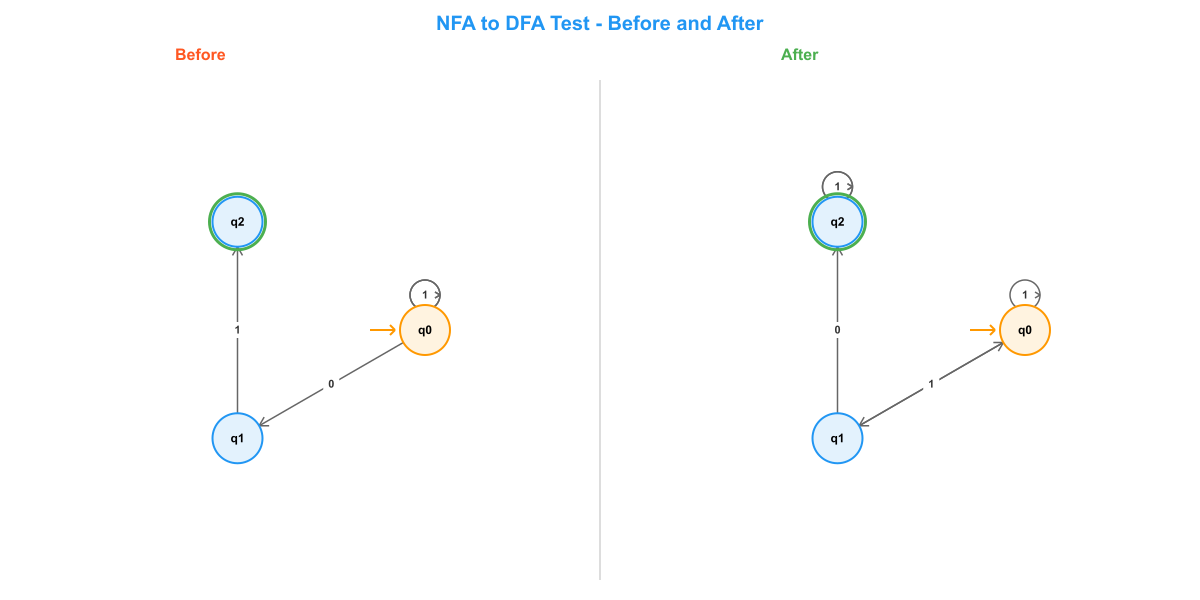 NFA to DFA Test - Before and After
Before
After
1
q2
q2
1
1
q0
q0
1
0
0
1
q1
q1